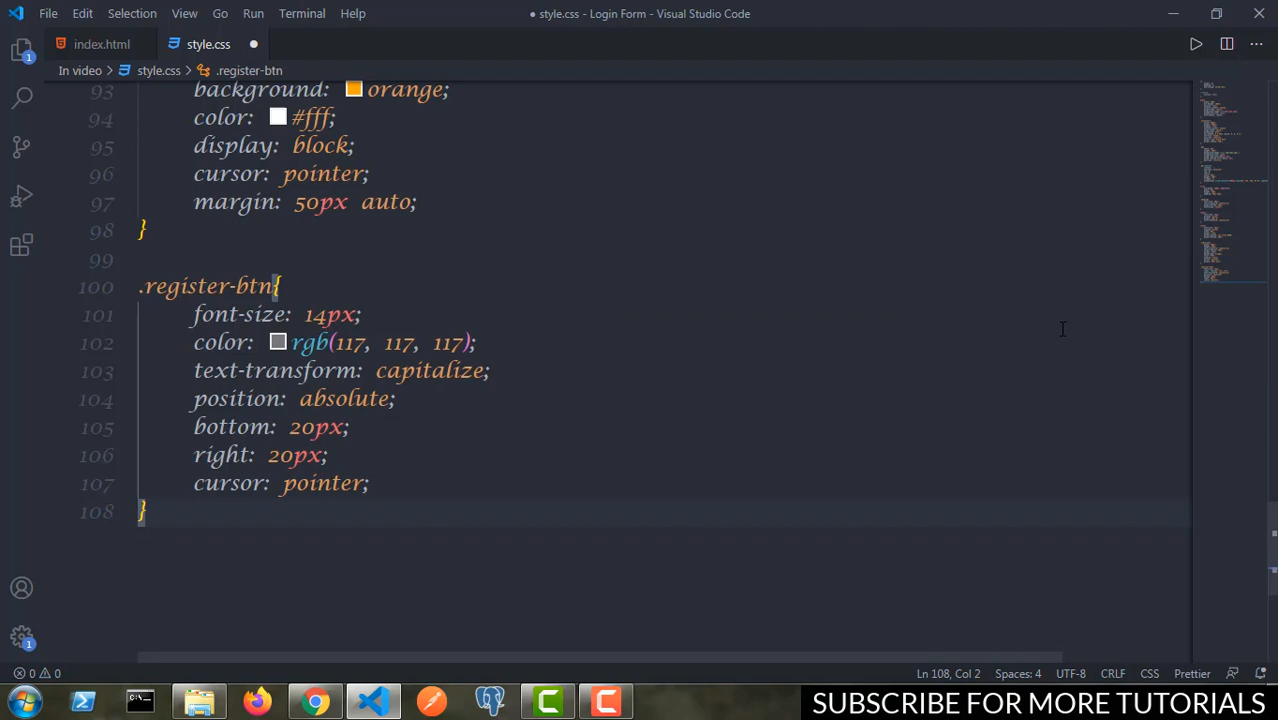 File Edit Selection View Go Run Terminal Help ● style.css - Login Form - Visual Studio Code
index.html style.css
In video > style.css > .register-btn
93 background: orange;
94 color: #fff;
95 display: block;
96 cursor: pointer;
97 margin: 50px auto;
98 }
99
100 .register-btn{
101 font-size: 14px;
102 color: rgb(117, 117, 117);
103 text-transform: capitalize;
104 position: absolute;
105 bottom: 20px;
106 right: 20px;
107 cursor: pointer;
108 }
1
1
0 0 Ln 108, Col 2 Spaces: 4 UTF-8 CRLF CSS Prettier
SUBSCRIBE FOR MORE TUTORIALS